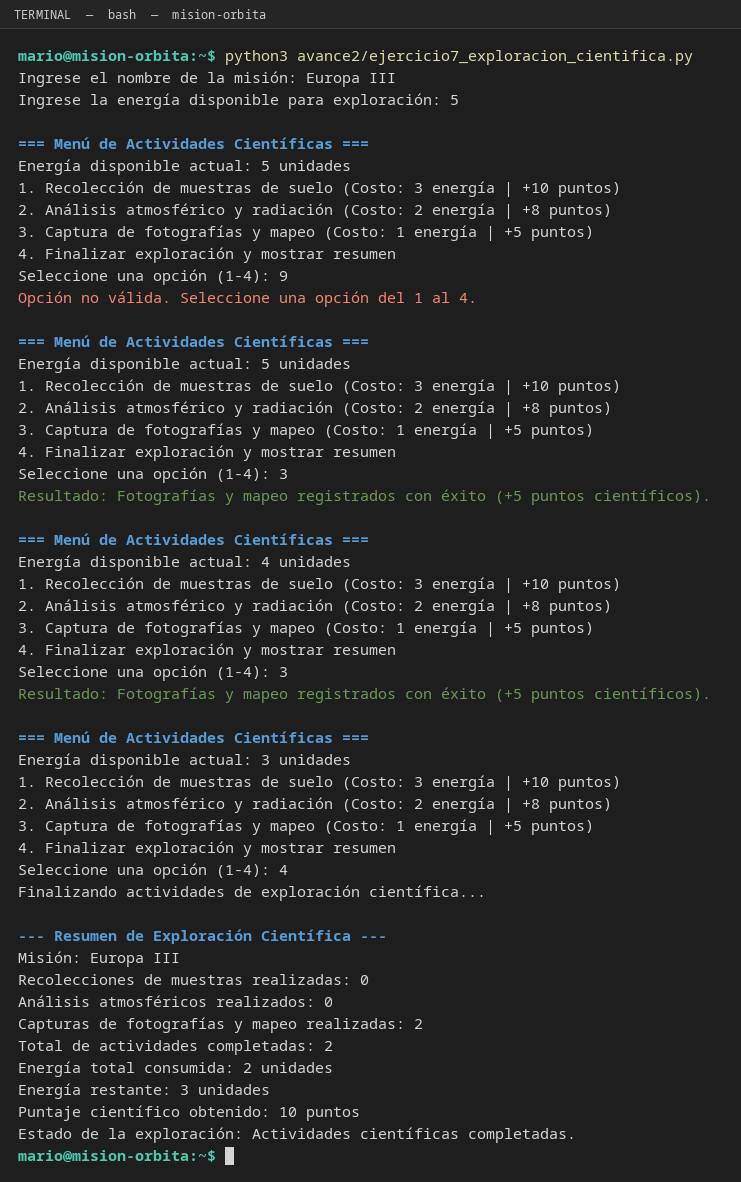 TERMINAL — bash — mision-orbita
mario@mision-orbita:~$ python3 avance2/ejercicio7_exploracion_cientifica.py
Ingrese el nombre de la misión: Europa III
Ingrese la energía disponible para exploración: 5
=== Menú de Actividades Científicas ===
Energía disponible actual: 5 unidades
1. Recolección de muestras de suelo (Costo: 3 energía | +10 puntos)
2. Análisis atmosférico y radiación (Costo: 2 energía | +8 puntos)
3. Captura de fotografías y mapeo (Costo: 1 energía | +5 puntos)
4. Finalizar exploración y mostrar resumen
Seleccione una opción (1-4): 9
Opción no válida. Seleccione una opción del 1 al 4.
=== Menú de Actividades Científicas ===
Energía disponible actual: 5 unidades
1. Recolección de muestras de suelo (Costo: 3 energía | +10 puntos)
2. Análisis atmosférico y radiación (Costo: 2 energía | +8 puntos)
3. Captura de fotografías y mapeo (Costo: 1 energía | +5 puntos)
4. Finalizar exploración y mostrar resumen
Seleccione una opción (1-4): 3
Resultado: Fotografías y mapeo registrados con éxito (+5 puntos científicos).
=== Menú de Actividades Científicas ===
Energía disponible actual: 4 unidades
1. Recolección de muestras de suelo (Costo: 3 energía | +10 puntos)
2. Análisis atmosférico y radiación (Costo: 2 energía | +8 puntos)
3. Captura de fotografías y mapeo (Costo: 1 energía | +5 puntos)
4. Finalizar exploración y mostrar resumen
Seleccione una opción (1-4): 3
Resultado: Fotografías y mapeo registrados con éxito (+5 puntos científicos).
=== Menú de Actividades Científicas ===
Energía disponible actual: 3 unidades
1. Recolección de muestras de suelo (Costo: 3 energía | +10 puntos)
2. Análisis atmosférico y radiación (Costo: 2 energía | +8 puntos)
3. Captura de fotografías y mapeo (Costo: 1 energía | +5 puntos)
4. Finalizar exploración y mostrar resumen
Seleccione una opción (1-4): 4
Finalizando actividades de exploración científica...
--- Resumen de Exploración Científica ---
Misión: Europa III
Recolecciones de muestras realizadas: 0
Análisis atmosféricos realizados: 0
Capturas de fotografías y mapeo realizadas: 2
Total de actividades completadas: 2
Energía total consumida: 2 unidades
Energía restante: 3 unidades
Puntaje científico obtenido: 10 puntos
Estado de la exploración: Actividades científicas completadas.
mario@mision-orbita:~$